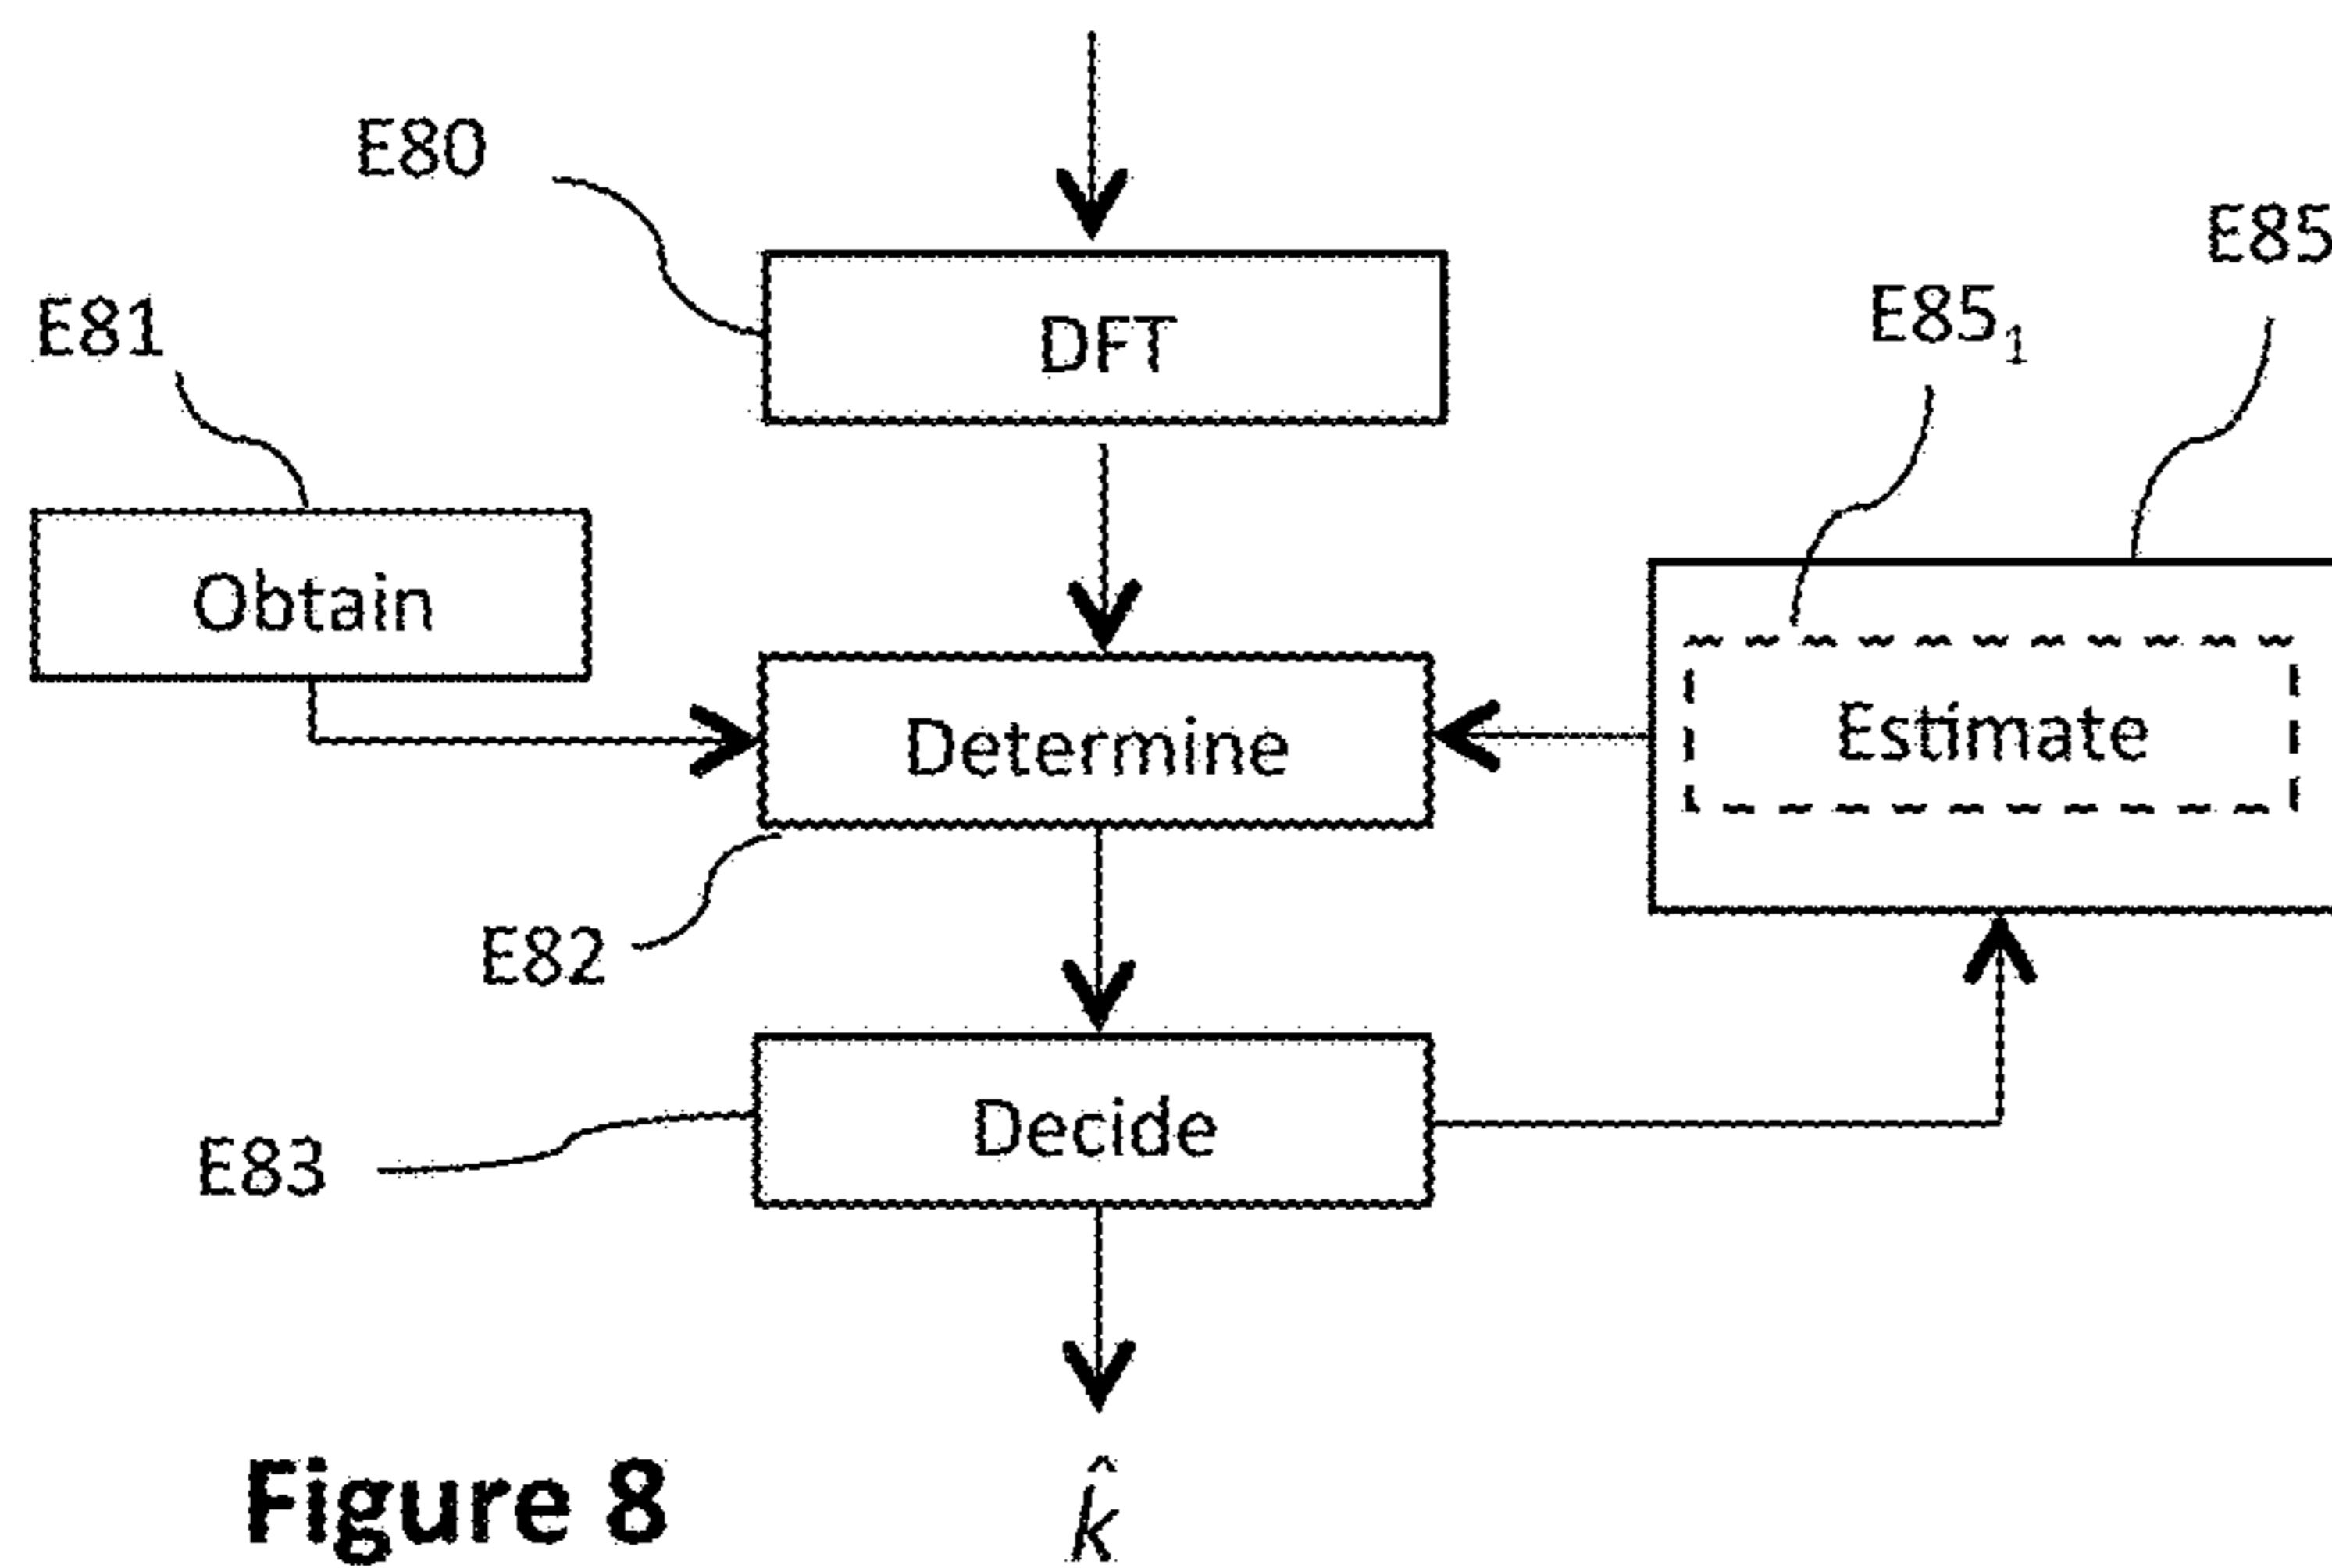 E80
E85
E85₁
E81
DFT
Obtain
Estimate
Determine
E82
Decide
E83
Figure 8
k̂